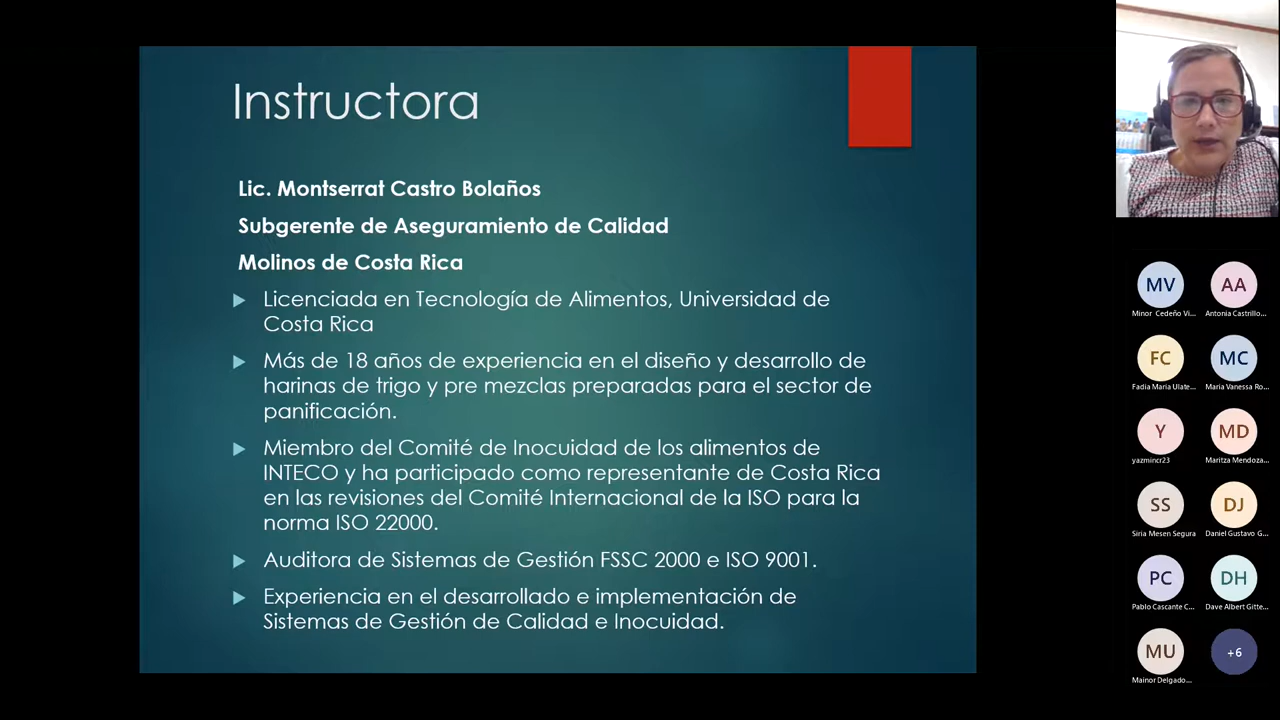 Instructora
Lic. Montserrat Castro Bolaños
Subgerente de Aseguramiento de Calidad
Molinos de Costa Rica
Licenciada en Tecnología de Alimentos, Universidad de
Costa Rica
Más de 18 años de experiencia en el diseño y desarrollo de
harinas de trigo y pre mezclas preparadas para el sector de
panificación.
Miembro del Comité de Inocuidad de los alimentos de
INTECO y ha participado como representante de Costa Rica
en las revisiones del Comité Internacional de la ISO para la
norma ISO 22000.
Auditora de Sistemas de Gestión FSSC 2000 e ISO 9001.
Experiencia en el desarrollado e implementación de
Sistemas de Gestión de Calidad e Inocuidad.
MV AA
Minor Cedeño Vi... Antonia Castrillo...
FC MC
Fadia Maria Ulate... Maria Vanessa Ro...
Y MD
yazmincr23 Maritza Mendoza...
SS DJ
Siria Mesen Segura Daniel Gustavo G...
PC DH
Pablo Cascante C... Dave Albert Gitte...
MU +6
Mainor Delgado...